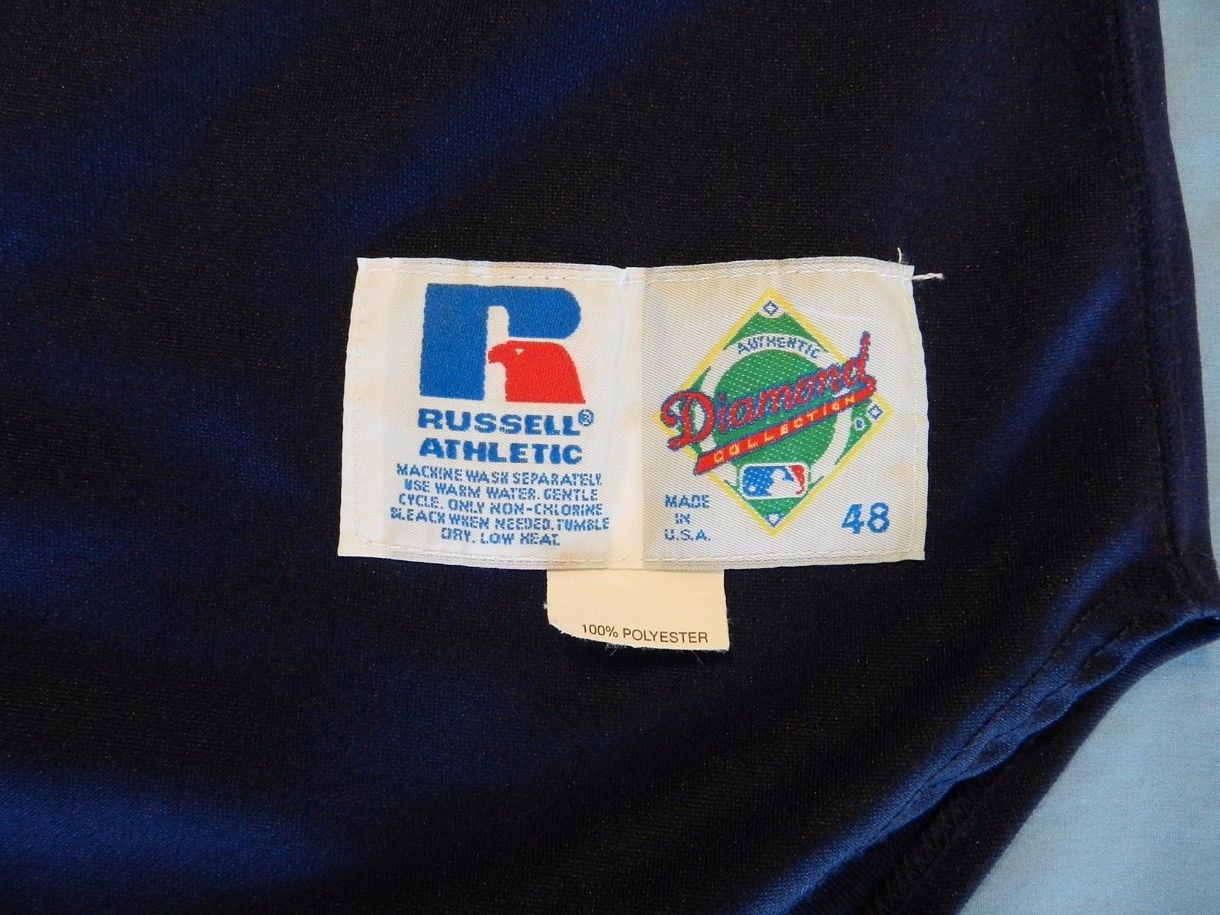 RUSSELL®
ATHLETIC
MACHINE WASH SEPARATELY.
USE WARM WATER. GENTLE
CYCLE. ONLY NON-CHLORINE
BLEACH WHEN NEEDED. TUMBLE
DRY. LOW HEAT.
AUTHENTIC
Diamond
COLLECTION
®
MADE
IN
U.S.A.
48
100% POLYESTER